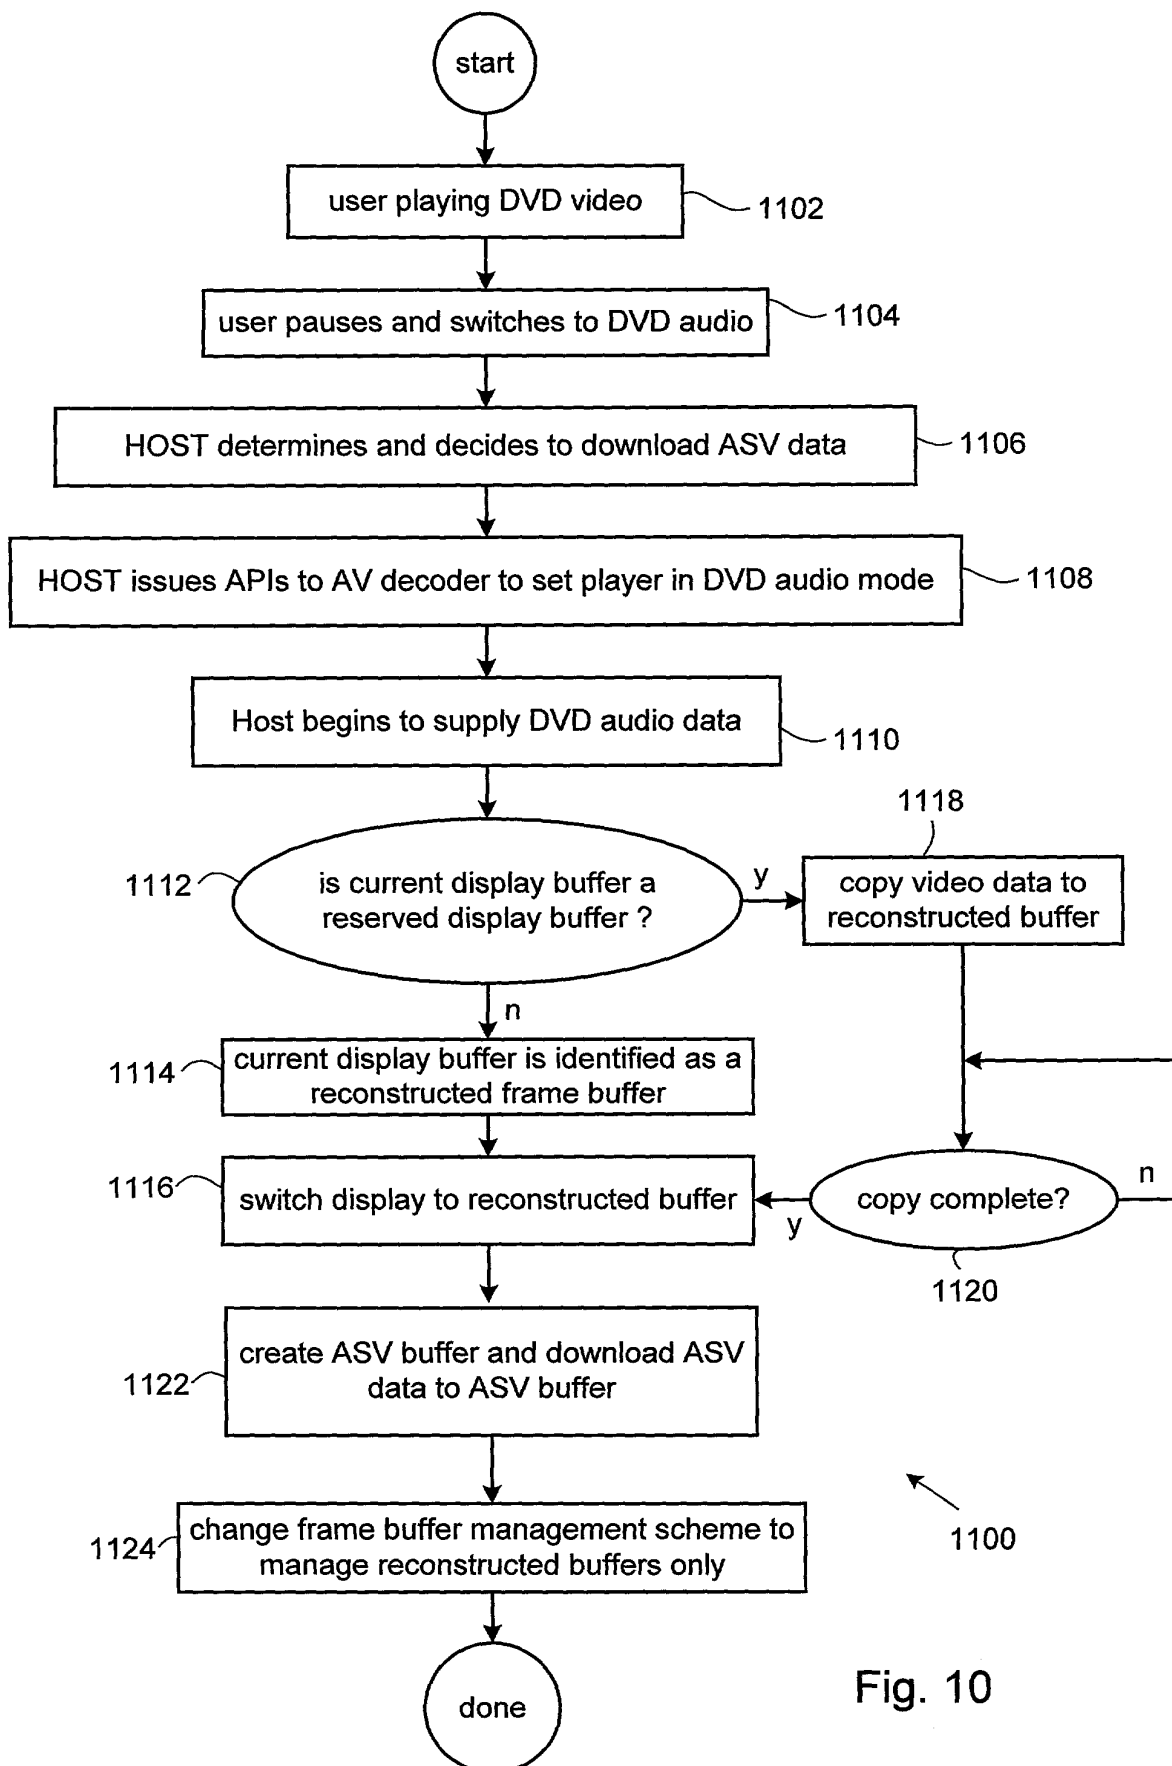 start
user playing DVD video
1102
user pauses and switches to DVD audio
1104
HOST determines and decides to download ASV data
1106
HOST issues APIs to AV decoder to set player in DVD audio mode
1108
Host begins to supply DVD audio data
1110
1112
is current display buffer a
reserved display buffer ?
y
1118
copy video data to
reconstructed buffer
n
1114
current display buffer is identified as a
reconstructed frame buffer
1116
switch display to reconstructed buffer
y
copy complete?
n
1120
1122
create ASV buffer and download ASV
data to ASV buffer
1124
change frame buffer management scheme to
manage reconstructed buffers only
1100
done
Fig. 10